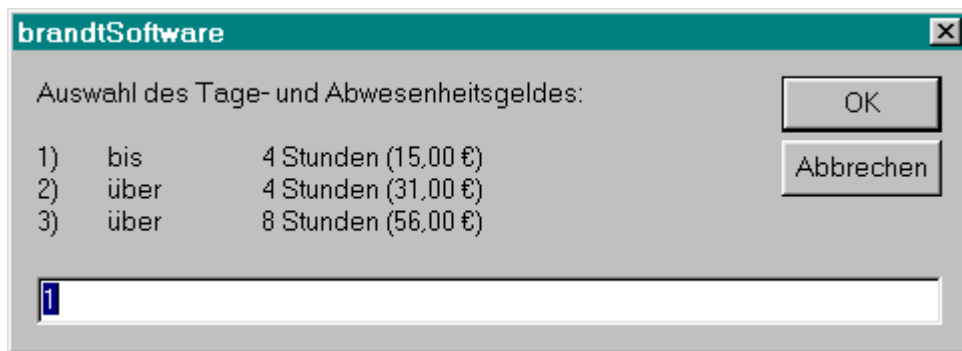 brandtSoftware
Auswahl des Tage- und Abwesenheitsgeldes:
1) bis 4 Stunden (15,00 €)
2) über 4 Stunden (31,00 €)
3) über 8 Stunden (56,00 €)
OK
Abbrechen
1